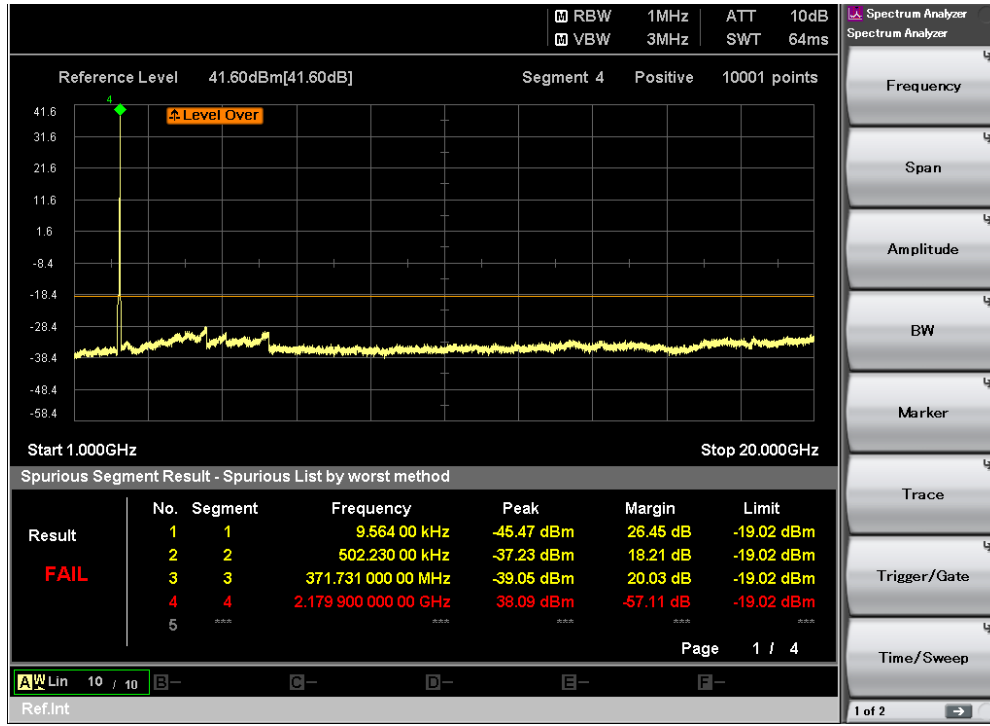 M RBW 1MHz ATT 10dB
M VBW 3MHz SWT 64ms
Spectrum Analyzer
Spectrum Analyzer
Reference Level 41.60dBm[41.60dB] Segment 4 Positive 10001 points
4
Level Over
41.6
31.6
21.6
11.6
1.6
-8.4
-18.4
-28.4
-38.4
-48.4
-58.4
Start 1.000GHz Stop 20.000GHz
Spurious Segment Result - Spurious List by worst method
No. Segment Frequency Peak Margin Limit
Result
FAIL
1 1 9.564 00 kHz -45.47 dBm 26.45 dB -19.02 dBm
2 2 502.230 00 kHz -37.23 dBm 18.21 dB -19.02 dBm
3 3 371.731 000 00 MHz -39.05 dBm 20.03 dB -19.02 dBm
4 4 2.179 900 000 00 GHz 38.09 dBm -57.11 dB -19.02 dBm
5 *** *** *** *** ***
Page 1 / 4
A W Lin 10 / 10 B— C— D— E— F—
Ref.Int
Frequency
Span
Amplitude
BW
Marker
Trace
Trigger/Gate
Time/Sweep
1 of 2